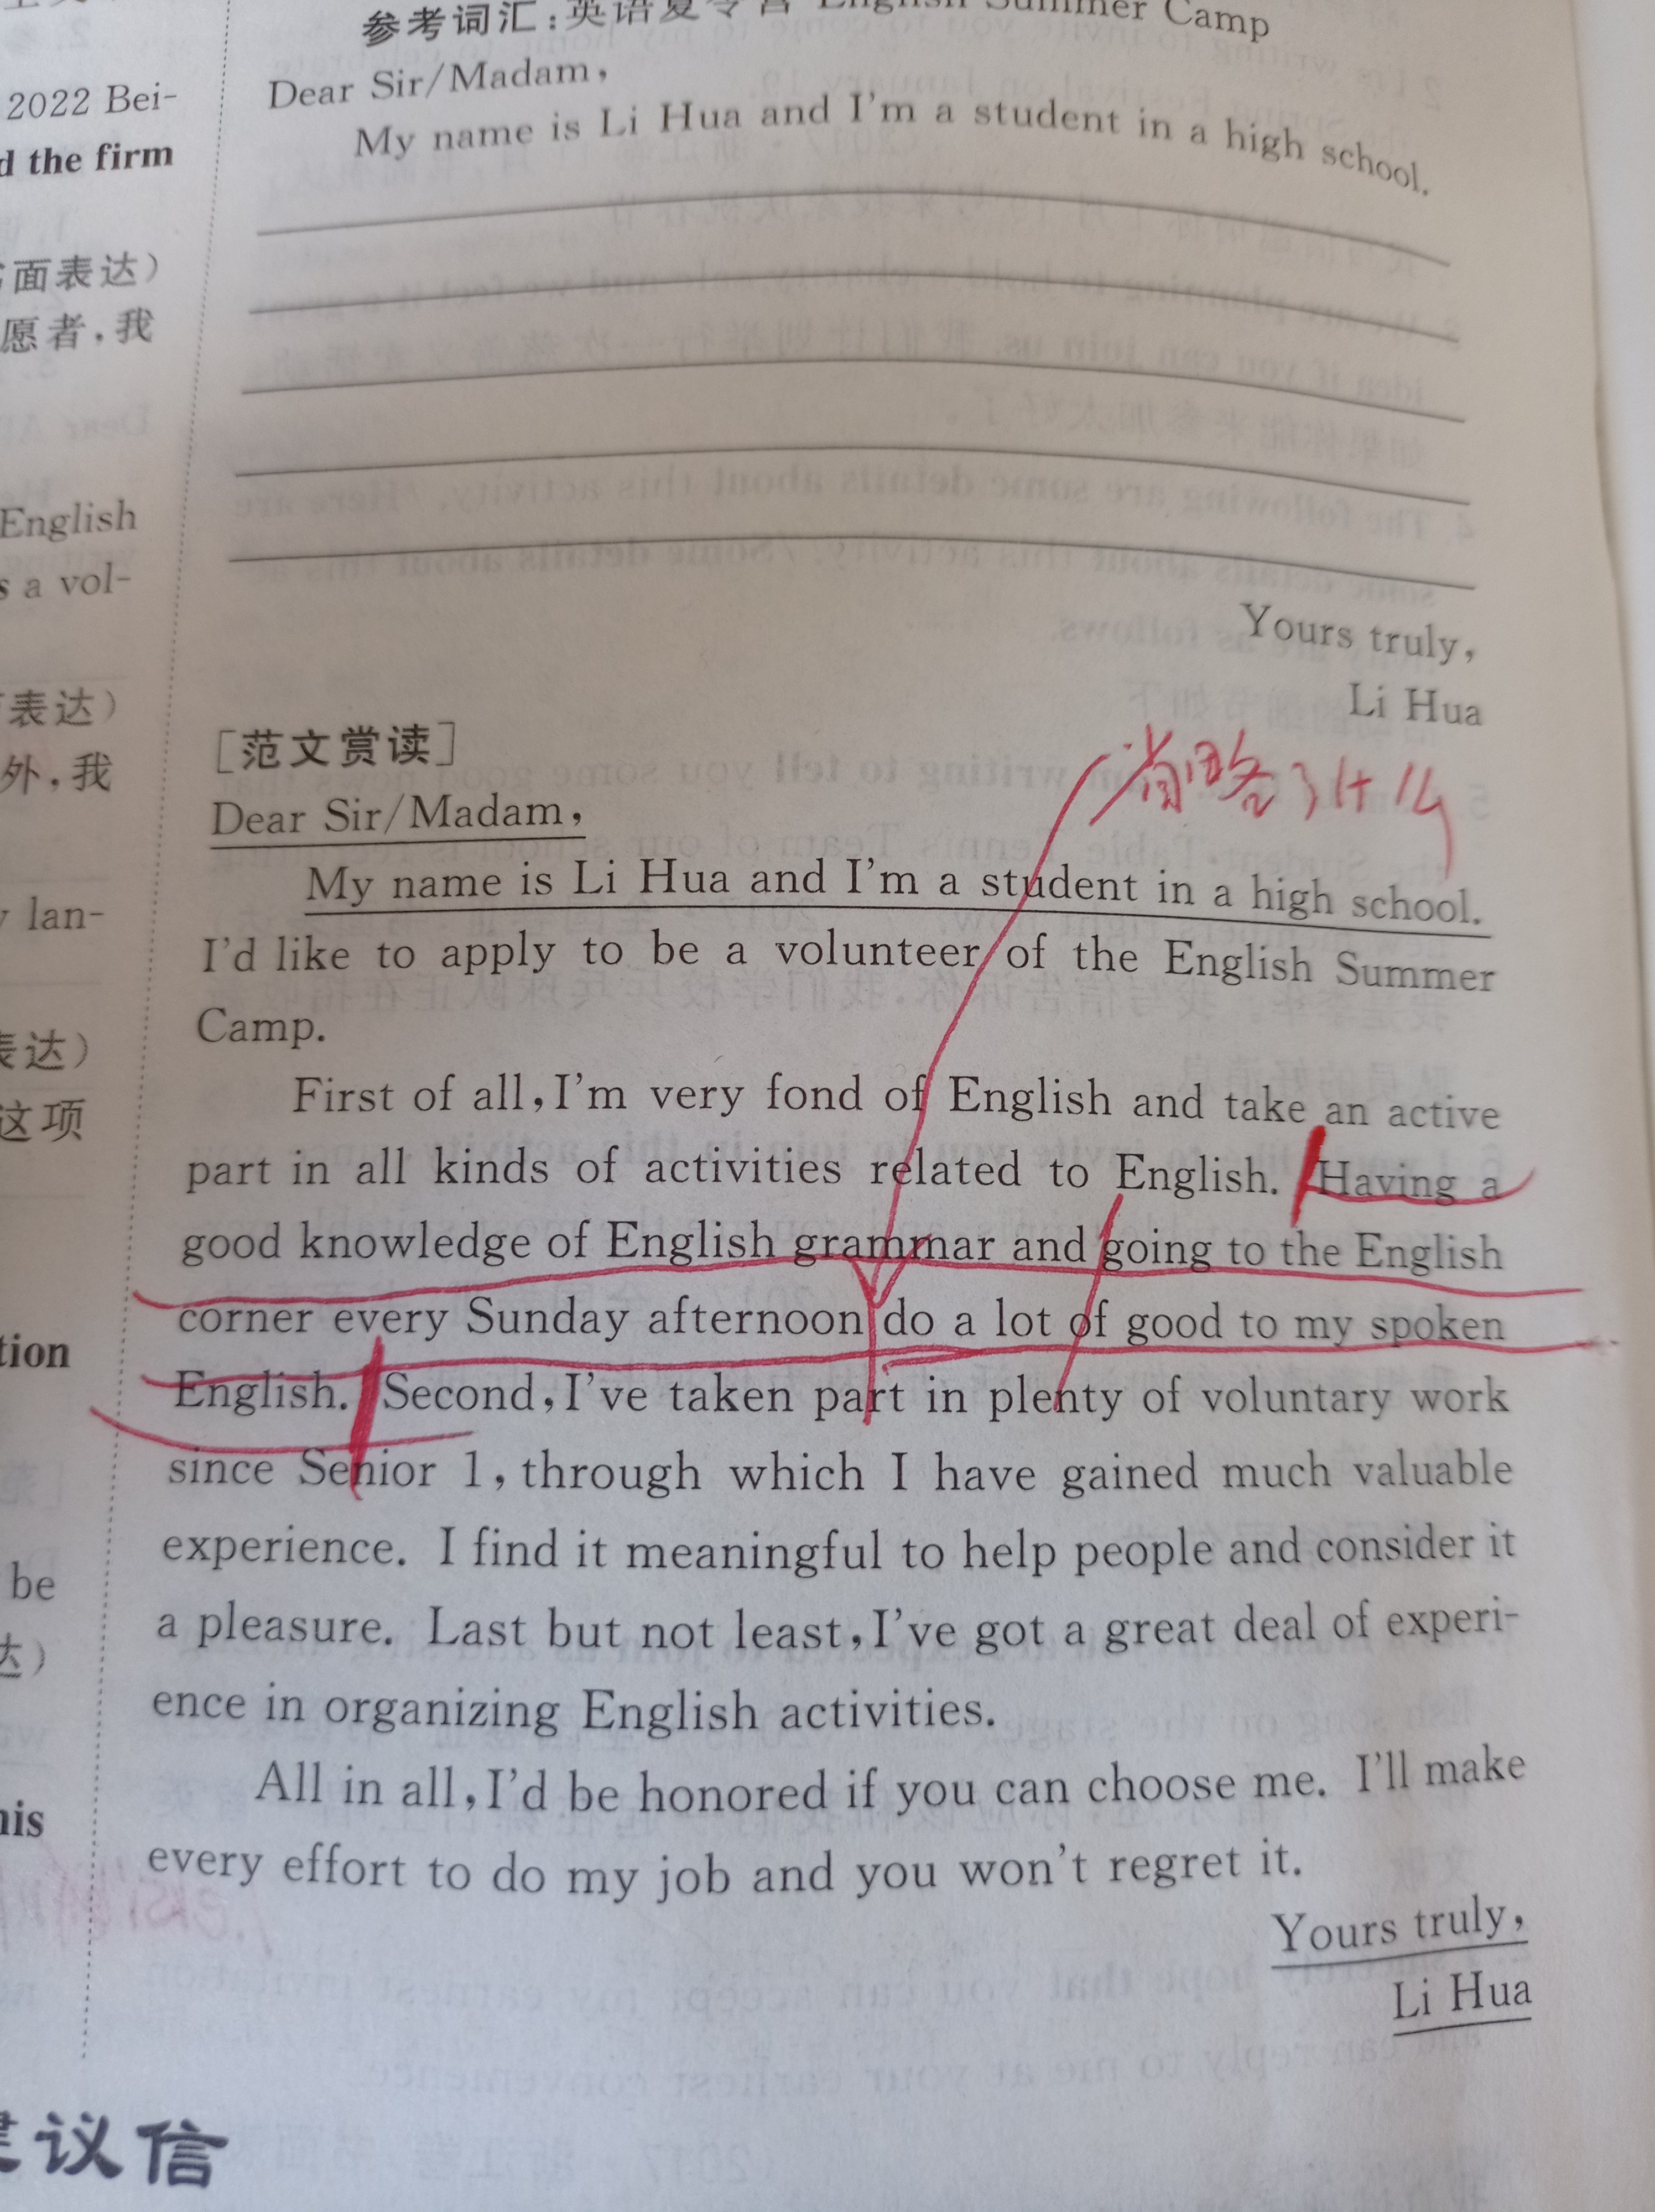 参考词汇：英语夏令营 English Summer Camp
Dear Sir/Madam,
My name is Li Hua and I'm a student in a high school.
Yours truly,
Li Hua
[范文赏读]
省略了什么
Dear Sir/Madam,
My name is Li Hua and I'm a student in a high school.
I'd like to apply to be a volunteer of the English Summer
Camp.
First of all, I'm very fond of English and take an active
part in all kinds of activities related to English. Having a
good knowledge of English grammar and going to the English
corner every Sunday afternoon do a lot of good to my spoken
English. Second, I've taken part in plenty of voluntary work
since Senior 1, through which I have gained much valuable
experience. I find it meaningful to help people and consider it
a pleasure. Last but not least, I've got a great deal of experi-
ence in organizing English activities.
All in all, I'd be honored if you can choose me. I'll make
every effort to do my job and you won't regret it.
Yours truly,
Li Hua
2022 Bei-
d the firm
面表达）
愿者，我
English
s a vol-
表达）
外，我
lan-
表达）
这项
tion
be
达）
his
议信